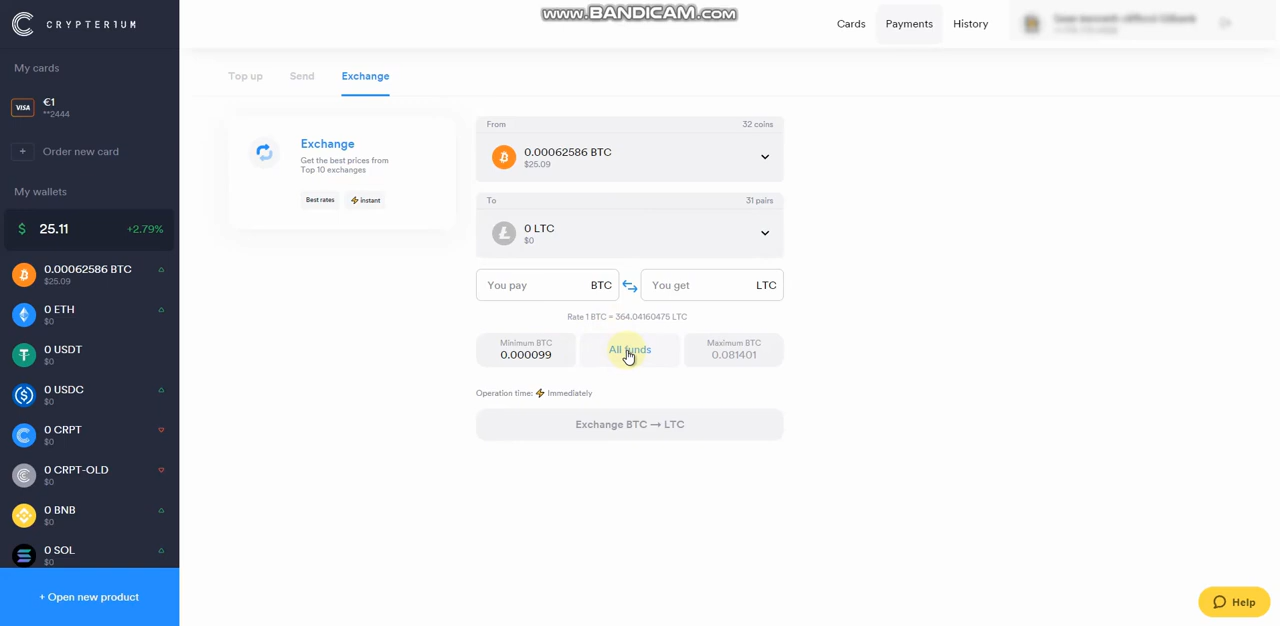 www.BANDICAM.com
CRYPTERIUM
Cards
Payments
History
My cards
VISA
€1
**2444
+
Order new card
My wallets
$ 25.11 +2.79%
0.00062586 BTC
$25.09
0 ETH
$0
0 USDT
$0
0 USDC
$0
0 CRPT
$0
0 CRPT-OLD
$0
0 BNB
$0
0 SOL
$0
+ Open new product
Top up
Send
Exchange
Exchange
Get the best prices from
Top 10 exchanges
Best rates
instant
From
32 coins
0.00062586 BTC
$25.09
To
31 pairs
0 LTC
$0
You pay
BTC
You get
LTC
Rate 1 BTC = 364.04160475 LTC
Minimum BTC
0.000099
All funds
Maximum BTC
0.081401
Operation time: Immediately
Exchange BTC → LTC
Help